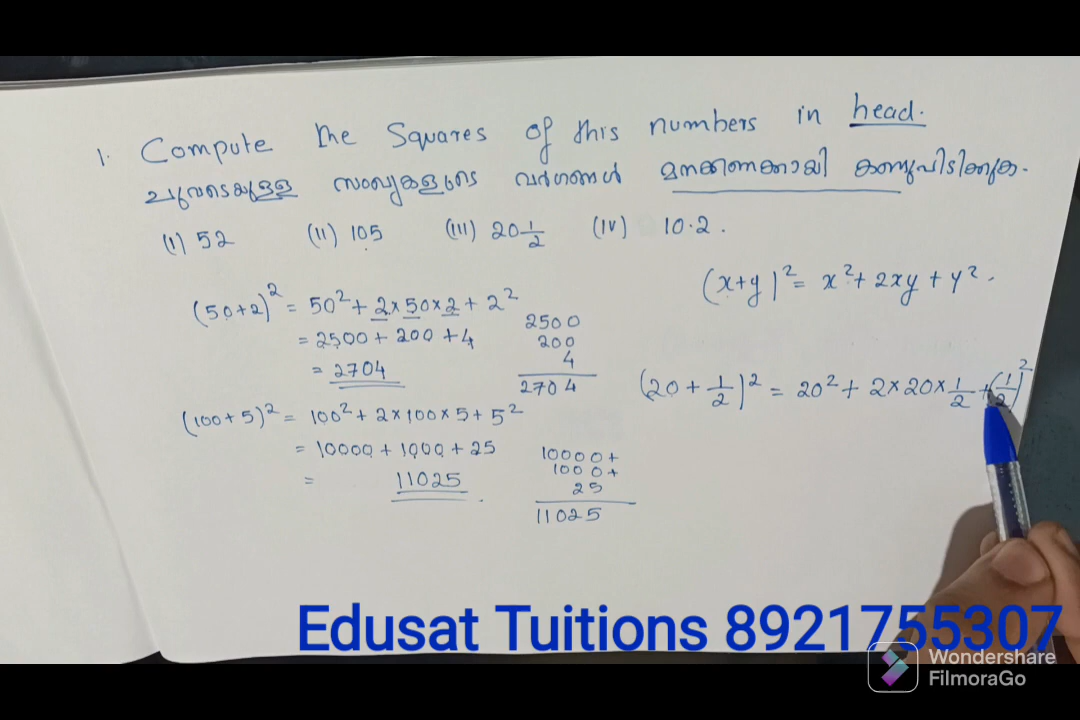 1. Compute the Squares of this numbers in head.
ചുവടെയുള്ള സംഖ്യകളുടെ വർഗങ്ങൾ മനക്കണക്കായി കണ്ടുപിടിക്കുക.
(i) 52 (ii) 105 (iii) 20 1/2 (iv) 10.2.
(x+y)² = x² + 2xy + y².
(50+2)² = 50² + 2×50×2 + 2²
= 2500 + 200 + 4
= 2704
2500
200
4
2704
(100+5)² = 100² + 2×100×5 + 5²
= 10000 + 1000 + 25
= 11025
10000+
1000+
25
11025
(20 + 1/2)² = 20² + 2×20×1/2 + (1/2)²
Edusat Tuitions 8921755307
Wondershare
FilmoraGo